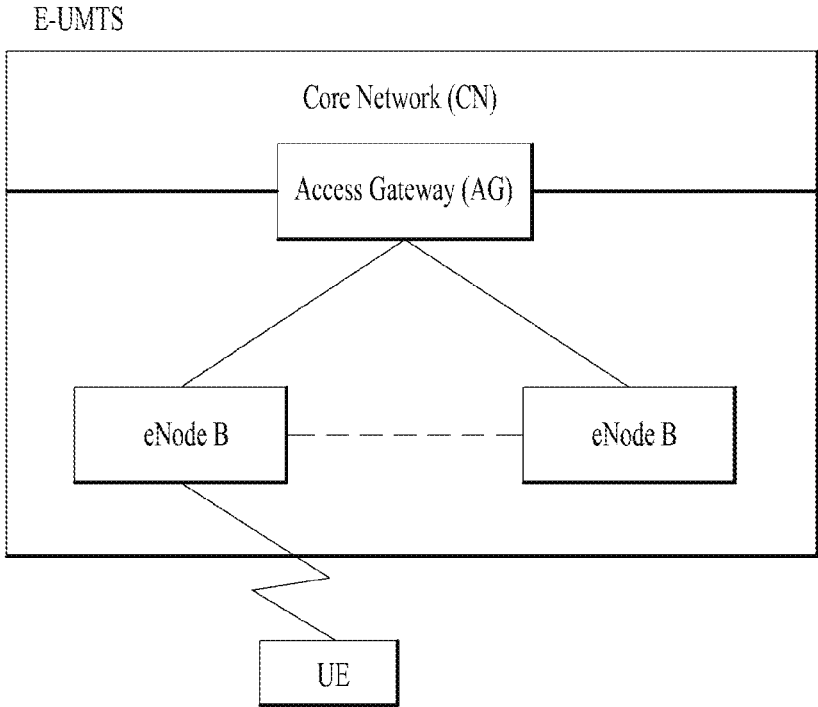 E-UMTS
Core Network (CN)
Access Gateway (AG)
eNode B
eNode B
UE